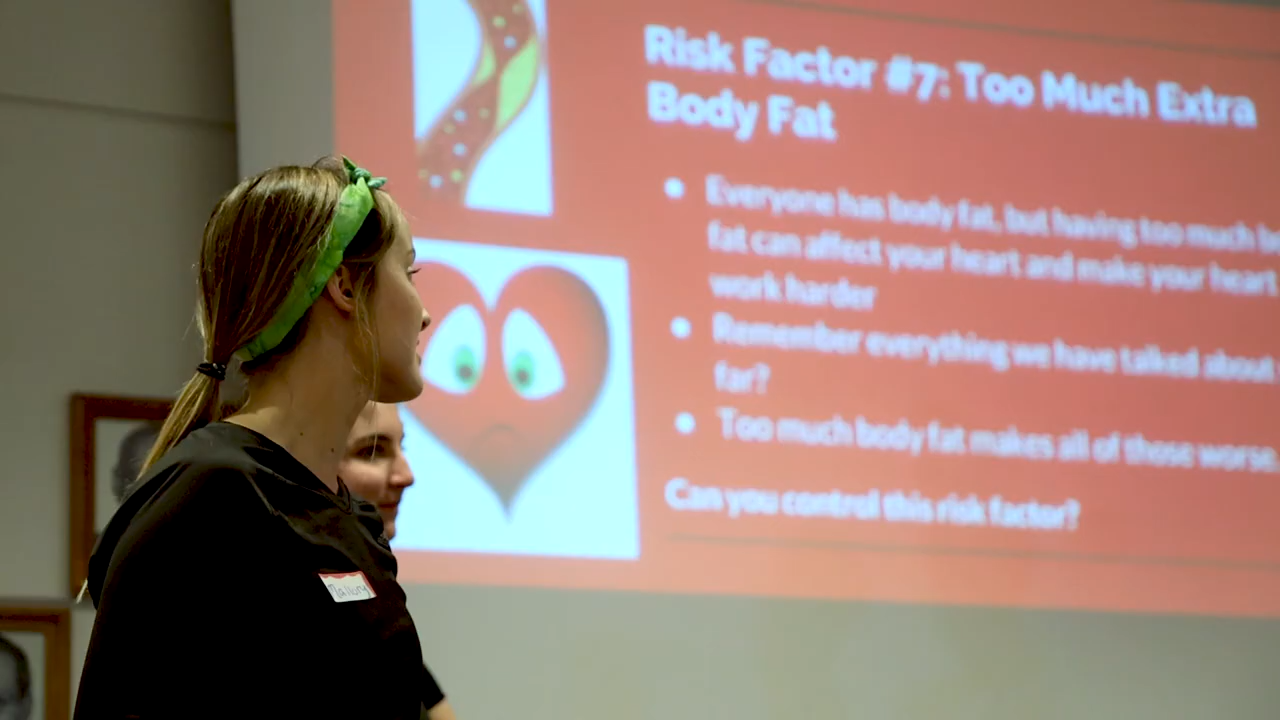 Risk Factor #7: Too Much Extra
Body Fat
Everyone has body fat, but having too much
fat can affect your heart and make your heart
work harder
Remember everything we have talked about
far?
Too much body fat makes all of those worse.
Can you control this risk factor?
Mallory